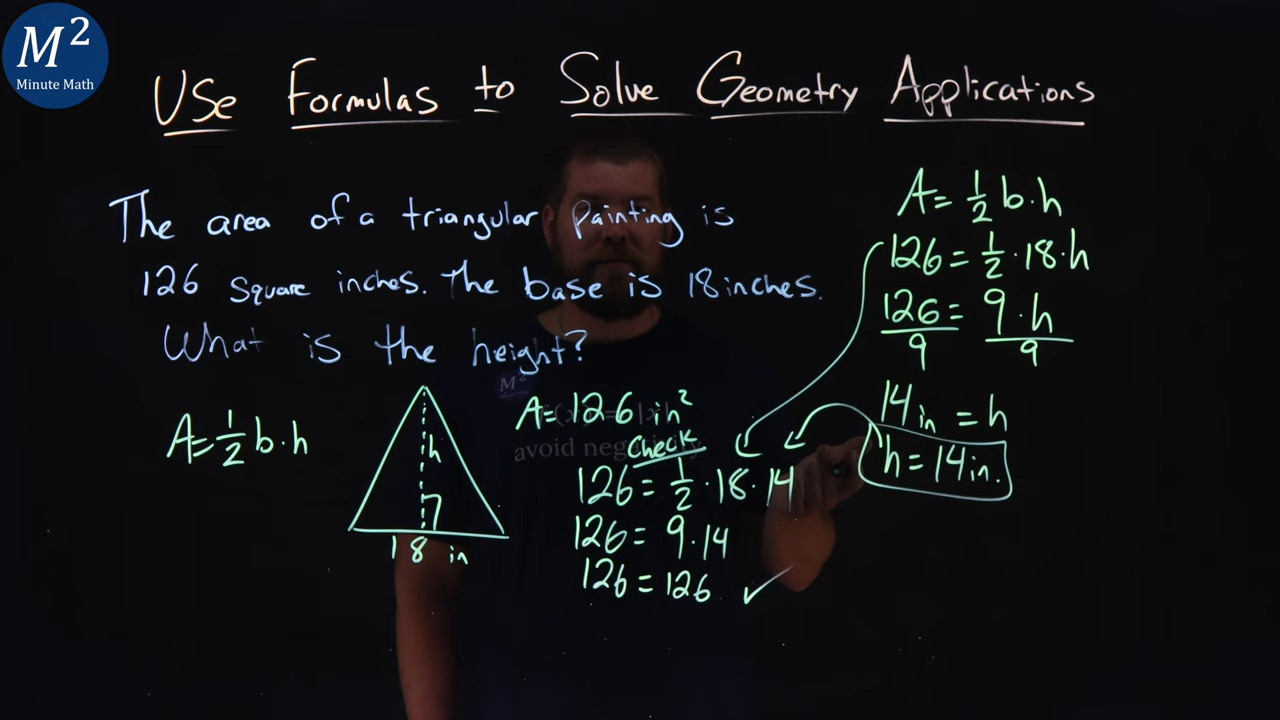 M²
Minute Math
Use Formulas to Solve Geometry Applications
The area of a triangular painting is
126 square inches. The base is 18 inches.
What is the height?
A = 1/2 b · h
h
18 in
A = 126 in²
M²
avoid
Check
126 = 1/2 · 18 · 14
126 = 9 · 14
126 = 126 ✓
A = 1/2 b · h
126 = 1/2 · 18 · h
126 = 9 · h
9 9
14 in = h
h = 14 in.